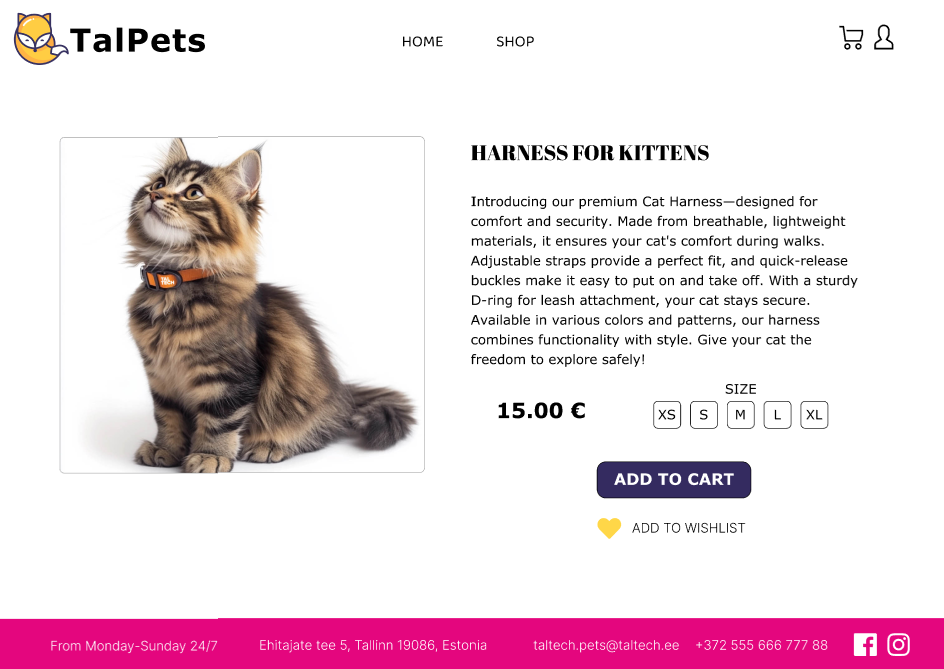 TalPets
HOME
SHOP
HARNESS FOR KITTENS
Introducing our premium Cat Harness—designed for
comfort and security. Made from breathable, lightweight
materials, it ensures your cat's comfort during walks.
Adjustable straps provide a perfect fit, and quick-release
buckles make it easy to put on and take off. With a sturdy
D-ring for leash attachment, your cat stays secure.
Available in various colors and patterns, our harness
combines functionality with style. Give your cat the
freedom to explore safely!
SIZE
15.00 €
XS S M L XL
ADD TO CART
ADD TO WISHLIST
From Monday-Sunday 24/7
Ehitajate tee 5, Tallinn 19086, Estonia
taltech.pets@taltech.ee
+372 555 666 777 88